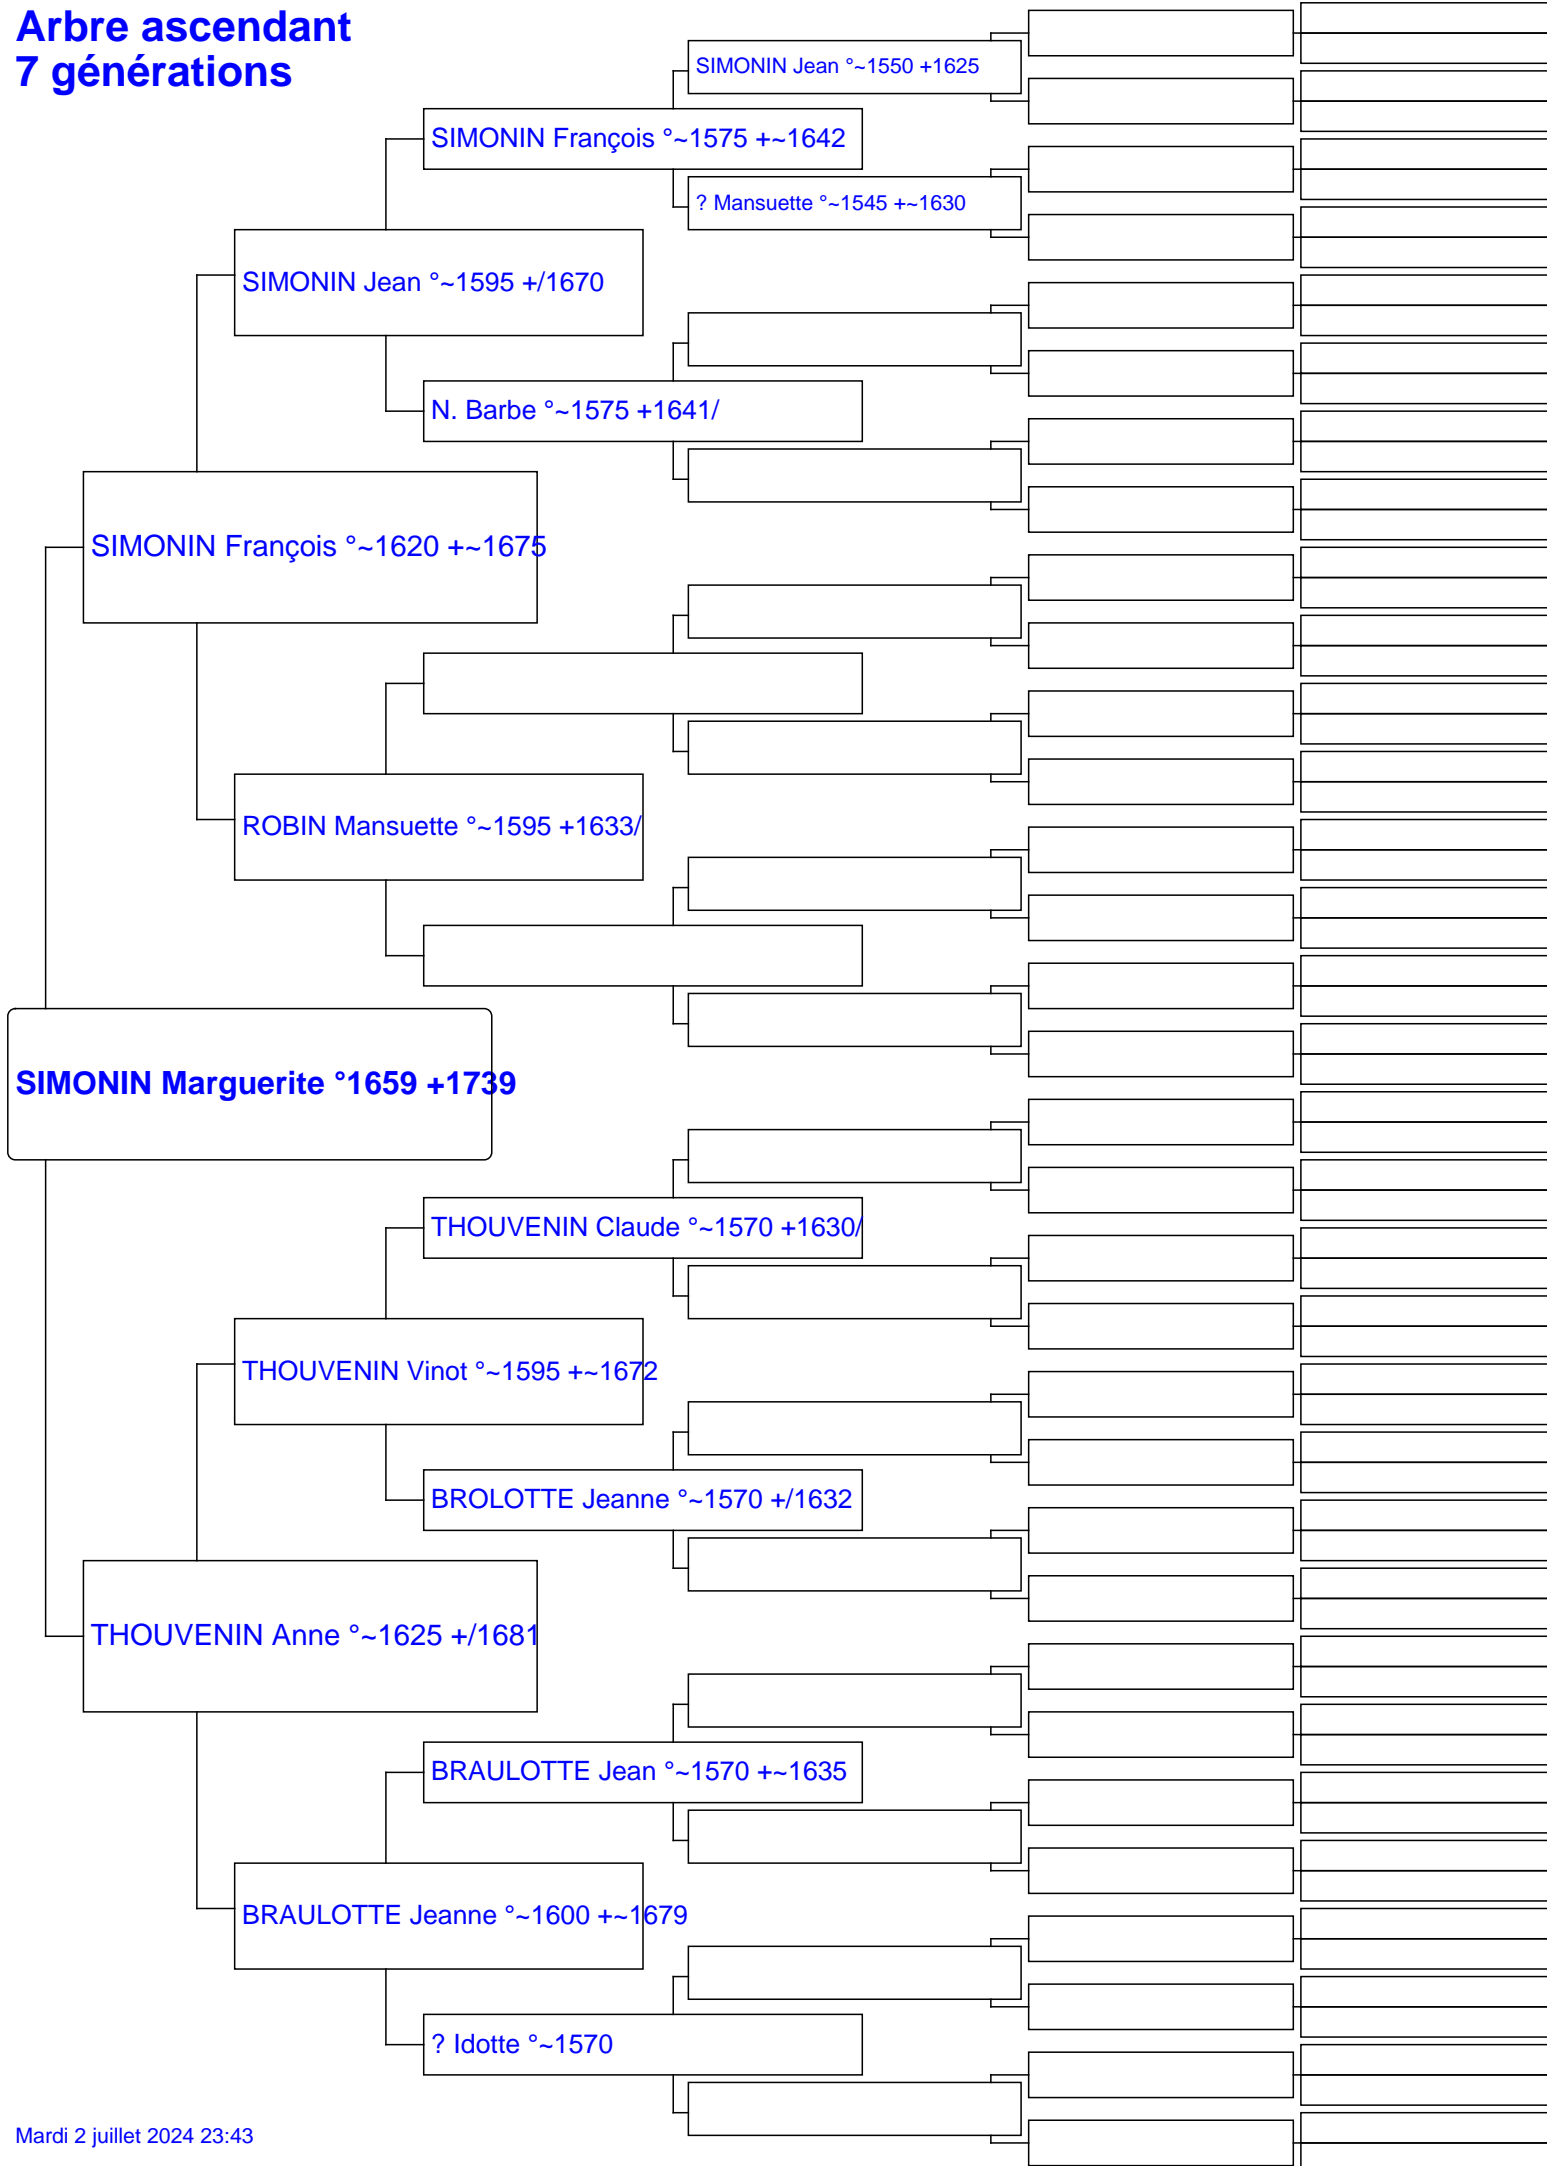 Arbre ascendant
7 générations
SIMONIN Jean °~1550 +1625
SIMONIN François °~1575 +~1642
? Mansuette °~1545 +~1630
SIMONIN Jean °~1595 +/1670
N. Barbe °~1575 +1641/
SIMONIN François °~1620 +~1675
ROBIN Mansuette °~1595 +1633/
SIMONIN Marguerite °1659 +1739
THOUVENIN Claude °~1570 +1630/
THOUVENIN Vinot °~1595 +~1672
BROLOTTE Jeanne °~1570 +/1632
THOUVENIN Anne °~1625 +/1681
BRAULOTTE Jean °~1570 +~1635
BRAULOTTE Jeanne °~1600 +~1679
? Idotte °~1570
Mardi 2 juillet 2024 23:43